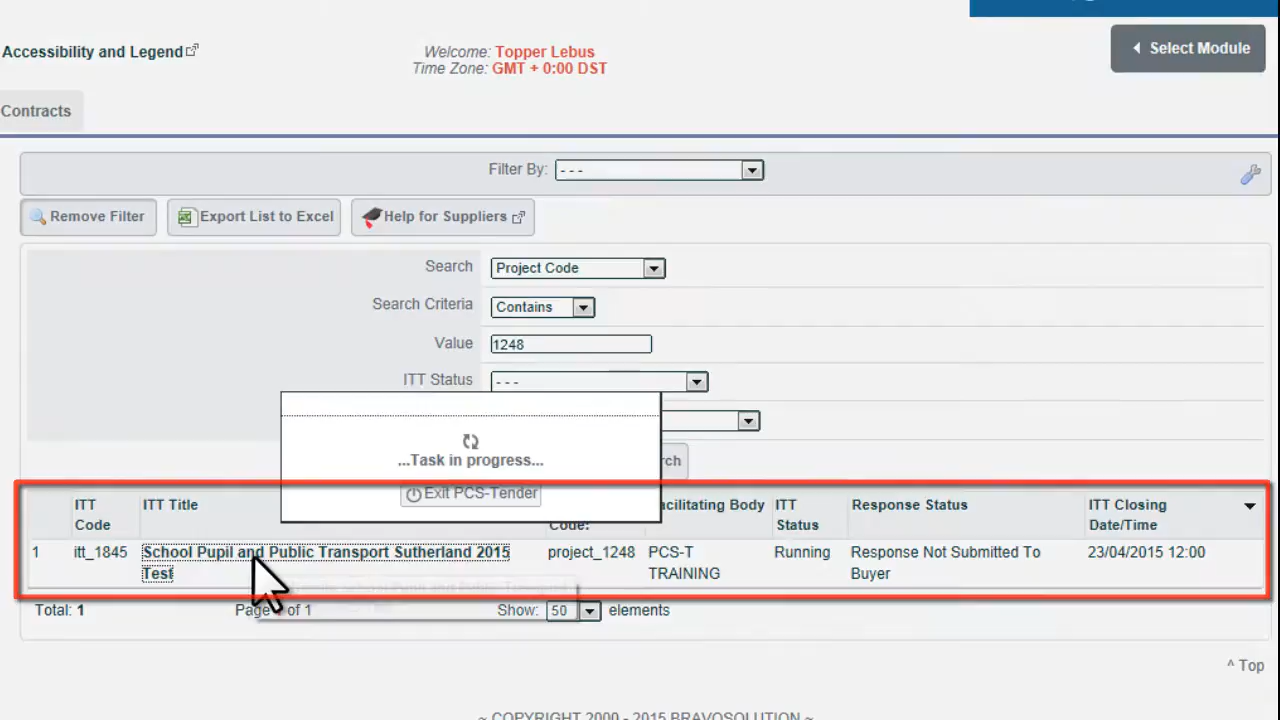 Accessibility and Legend
Welcome: Topper Lebus
Time Zone: GMT + 0:00 DST
Select Module
Contracts
Filter By: ---
Remove Filter
Export List to Excel
Help for Suppliers
Search Project Code
Search Criteria Contains
Value 1248
ITT Status ---
...Task in progress...
rch
Exit PCS-Tender
ITT Code
ITT Title
Code:
acilitating Body
ITT Status
Response Status
ITT Closing Date/Time
1 itt_1845 School Pupil and Public Transport Sutherland 2015 project_1248 PCS-T Running Response Not Submitted To 23/04/2015 12:00
Test TRAINING Buyer
Total: 1 Page 1 of 1 Show: 50 elements
^ Top
~ COPYRIGHT 2000 - 2015 BRAVOSOLUTION ~